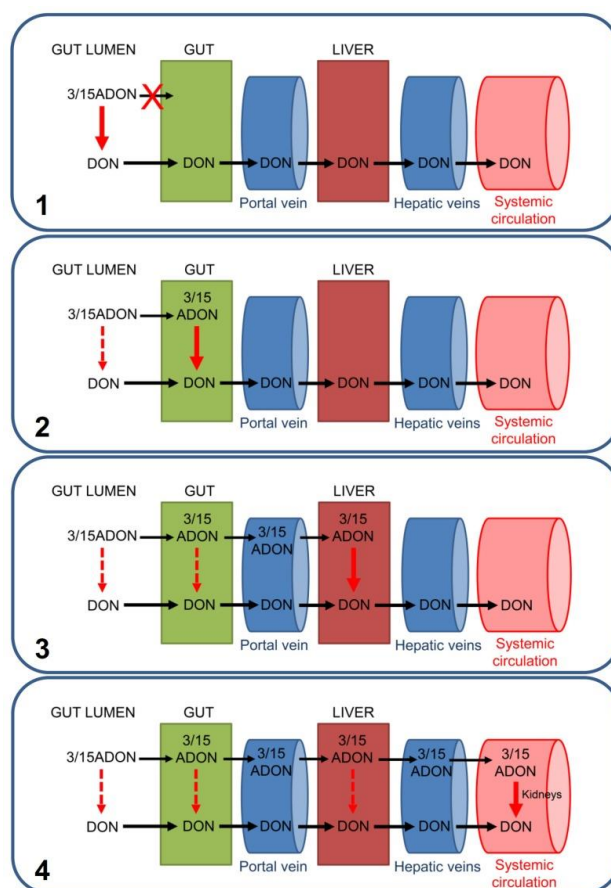 GUT LUMEN GUT LIVER
3/15ADON
DON DON DON DON DON DON
Portal vein Hepatic veins Systemic
circulation
1
GUT LUMEN GUT LIVER
3/15
3/15ADON ADON
DON DON DON DON DON DON
Portal vein Hepatic veins Systemic
circulation
2
GUT LUMEN GUT LIVER
3/15 3/15 3/15
3/15ADON ADON ADON ADON
DON DON DON DON DON DON
Portal vein Hepatic veins Systemic
circulation
3
GUT LUMEN GUT LIVER
3/15 3/15 3/15 3/15 3/15
3/15ADON ADON ADON ADON ADON ADON
Kidneys
DON DON DON DON DON DON
Portal vein Hepatic veins Systemic
circulation
4